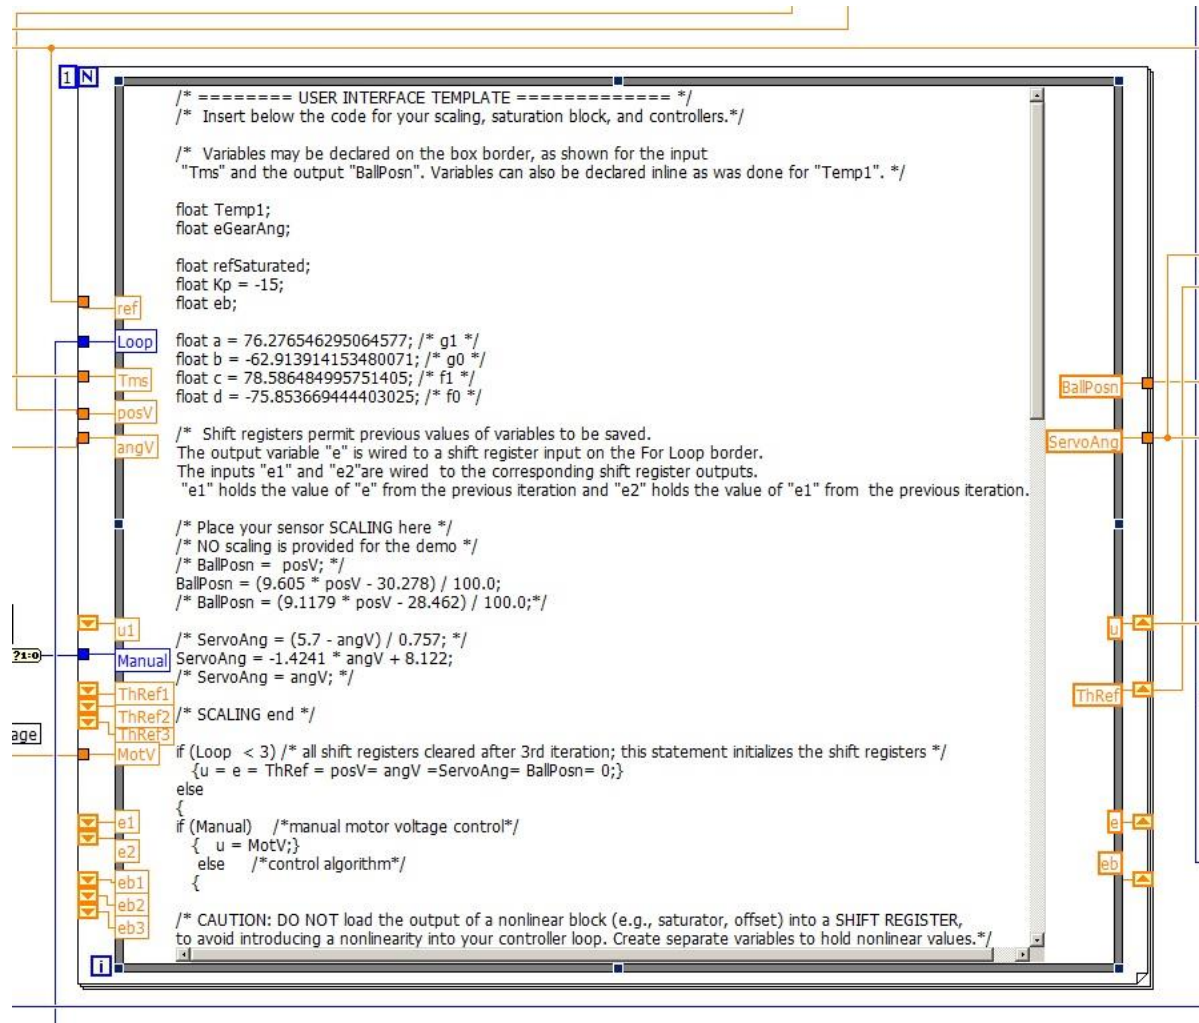 1 N
/* ======== USER INTERFACE TEMPLATE ============= */
/*  Insert below the code for your scaling, saturation block, and controllers.*/
/*  Variables may be declared on the box border, as shown for the input
"Tms" and the output "BallPosn". Variables can also be declared inline as was done for "Temp1". */
float Temp1;
float eGearAng;
float refSaturated;
float Kp = -15;
float eb;
ref
Loop
Tms
posV
angV
float a = 76.276546295064577; /* g1 */
float b = -62.913914153480071; /* g0 */
float c = 78.586484995751405; /* f1 */
float d = -75.853669444403025; /* f0 */
BallPosn
ServoAng
/*  Shift registers permit previous values of variables to be saved.
The output variable "e" is wired to a shift register input on the For Loop border.
The inputs "e1" and "e2"are wired  to the corresponding shift register outputs.
"e1" holds the value of "e" from the previous iteration and "e2" holds the value of "e1" from  the previous iteration.
/* Place your sensor SCALING here */
/* NO scaling is provided for the demo */
/* BallPosn =  posV; */
BallPosn = (9.605 * posV - 30.278) / 100.0;
/* BallPosn = (9.1179 * posV - 28.462) / 100.0;*/
u1
u
?1:0
Manual
/* ServoAng = (5.7 - angV) / 0.757; */
ServoAng = -1.4241 * angV + 8.122;
/* ServoAng = angV; */
ThRef1
ThRef2
ThRef3
ThRef
age
MotV
/* SCALING end */
if (Loop  < 3) /* all shift registers cleared after 3rd iteration; this statement initializes the shift registers */
{u = e = ThRef = posV= angV =ServoAng= BallPosn= 0;}
else
{
if (Manual)    /*manual motor voltage control*/
{   u = MotV;}
else    /*control algorithm*/
{
e1
e2
eb1
eb2
eb3
e
eb
/* CAUTION: DO NOT load the output of a nonlinear block (e.g., saturator, offset) into a SHIFT REGISTER,
to avoid introducing a nonlinearity into your controller loop. Create separate variables to hold nonlinear values.*/
i